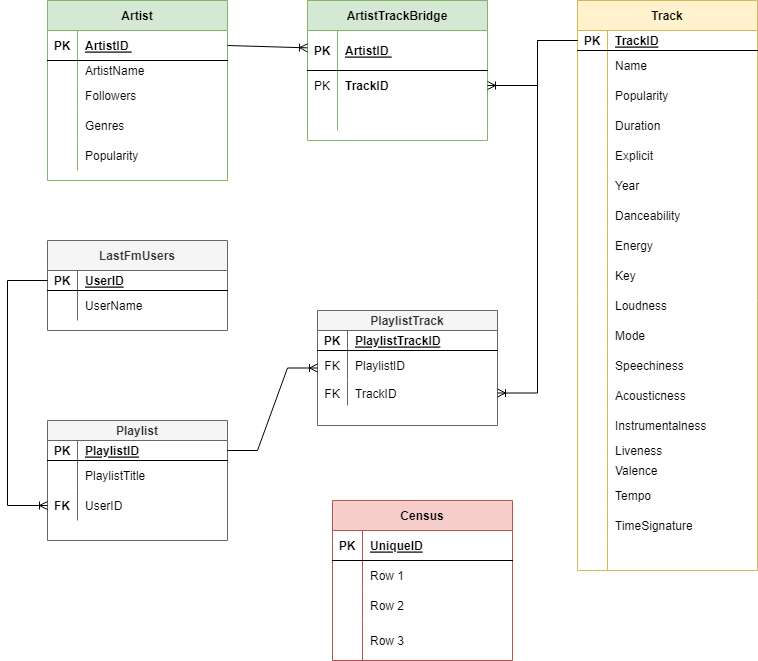 Artist
PK ArtistID
ArtistName
Followers
Genres
Popularity
ArtistTrackBridge
PK ArtistID
PK TrackID
Track
PK TrackID
Name
Popularity
Duration
Explicit
Year
Danceability
Energy
Key
Loudness
Mode
Speechiness
Acousticness
Instrumentalness
Liveness
Valence
Tempo
TimeSignature
LastFmUsers
PK UserID
UserName
PlaylistTrack
PK PlaylistTrackID
FK PlaylistID
FK TrackID
Playlist
PK PlaylistID
PlaylistTitle
FK UserID
Census
PK UniqueID
Row 1
Row 2
Row 3